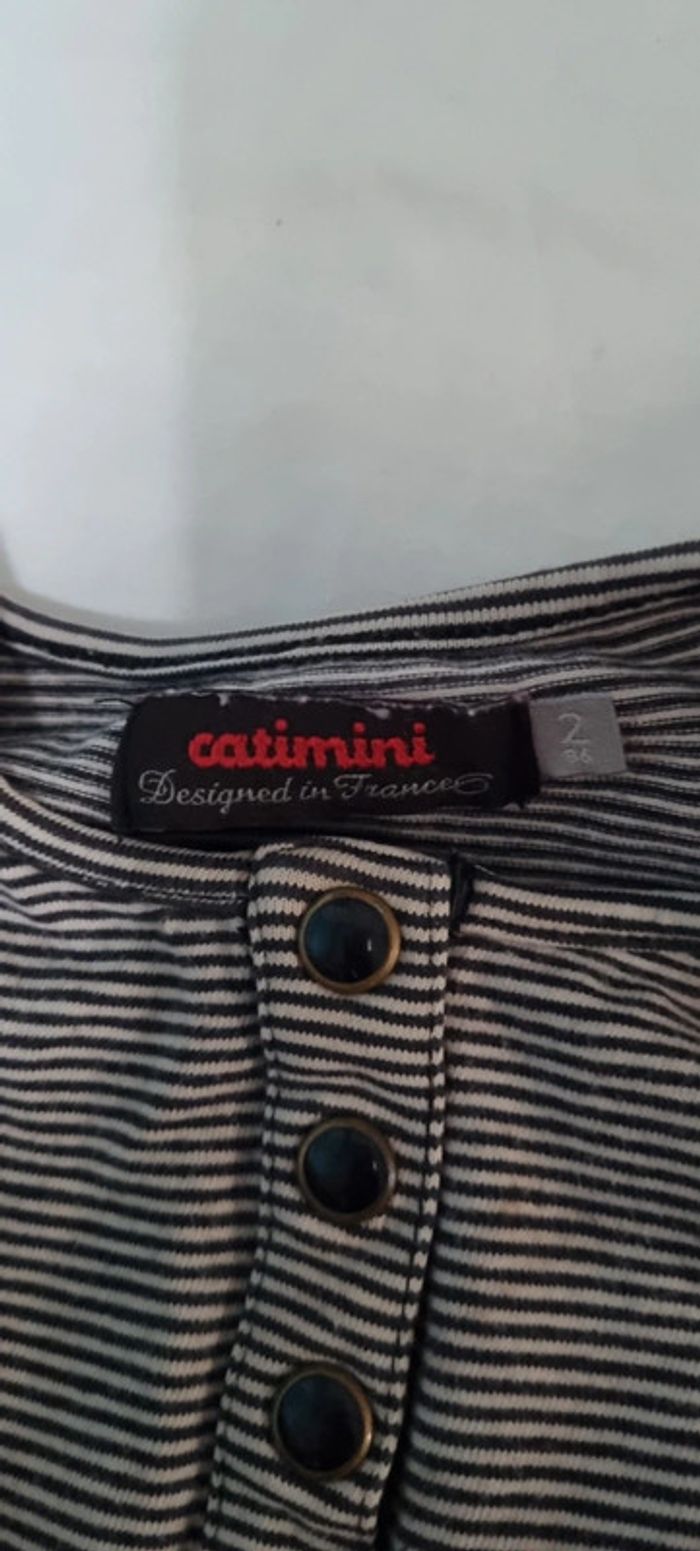 catimini
Designed in France
2
86